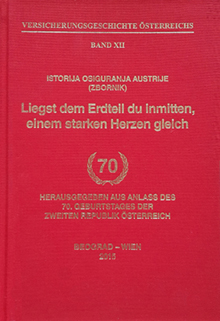 VERSICHERUNGSGESCHICHTE ÖSTERREICHS
BAND XII
ISTORIJA OSIGURANJA AUSTRIJE
(ZBORNIK)
Liegst dem Erdteil du inmitten,
einem starken Herzen gleich
70
HERAUSGEGEBEN AUS ANLASS DES
70. GEBURTSTAGES DER
ZWEITEN REPUBLIK ÖSTERREICH
BEOGRAD – WIEN
2015